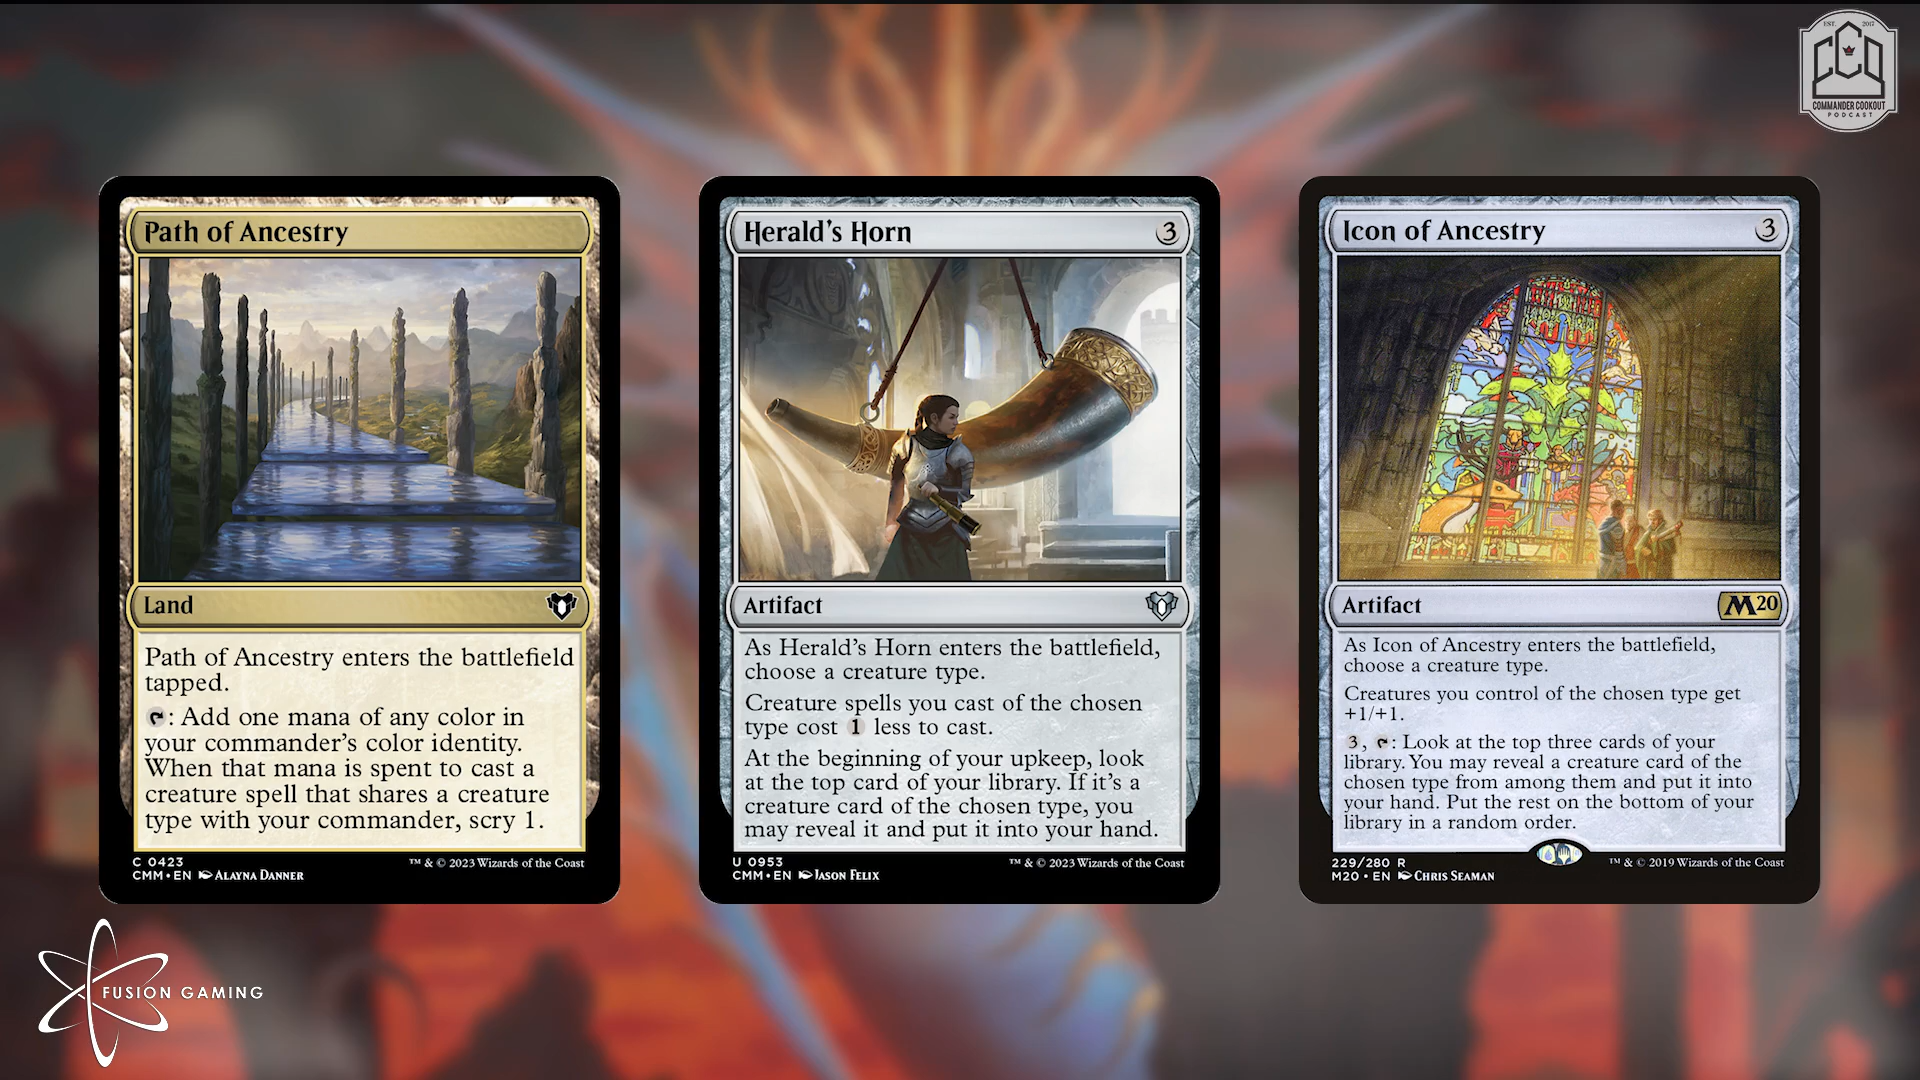 EST. 2017
CCO
COMMANDER COOKOUT
PODCAST
Path of Ancestry
Land
Path of Ancestry enters the battlefield
tapped.
: Add one mana of any color in
your commander's color identity.
When that mana is spent to cast a
creature spell that shares a creature
type with your commander, scry 1.
C 0423
CMM • EN ALAYNA DANNER
™ & © 2023 Wizards of the Coast
Herald's Horn 3
Artifact
As Herald's Horn enters the battlefield,
choose a creature type.
Creature spells you cast of the chosen
type cost 1 less to cast.
At the beginning of your upkeep, look
at the top card of your library. If it's a
creature card of the chosen type, you
may reveal it and put it into your hand.
U 0953
CMM • EN JASON FELIX
™ & © 2023 Wizards of the Coast
Icon of Ancestry 3
Artifact M20
As Icon of Ancestry enters the battlefield,
choose a creature type.
Creatures you control of the chosen type get
+1/+1.
3, : Look at the top three cards of your
library. You may reveal a creature card of the
chosen type from among them and put it into
your hand. Put the rest on the bottom of your
library in a random order.
229/280 R
M20 • EN CHRIS SEAMAN
™ & © 2019 Wizards of the Coast
FUSION GAMING